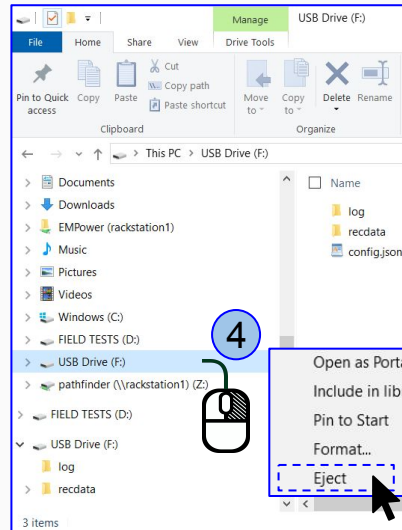 Manage
USB Drive (F:)
File
Home
Share
View
Drive Tools
Pin to Quick access
Copy
Paste
Cut
Copy path
Paste shortcut
Move to
Copy to
Delete
Rename
Clipboard
Organize
> This PC > USB Drive (F:)
Documents
Downloads
EMPower (rackstation1)
Music
Pictures
Videos
Windows (C:)
FIELD TESTS (D:)
USB Drive (F:)
pathfinder (\\rackstation1) (Z:)
FIELD TESTS (D:)
USB Drive (F:)
log
recdata
3 items
Name
log
recdata
config.json
4
Open as Porta
Include in lib
Pin to Start
Format...
Eject